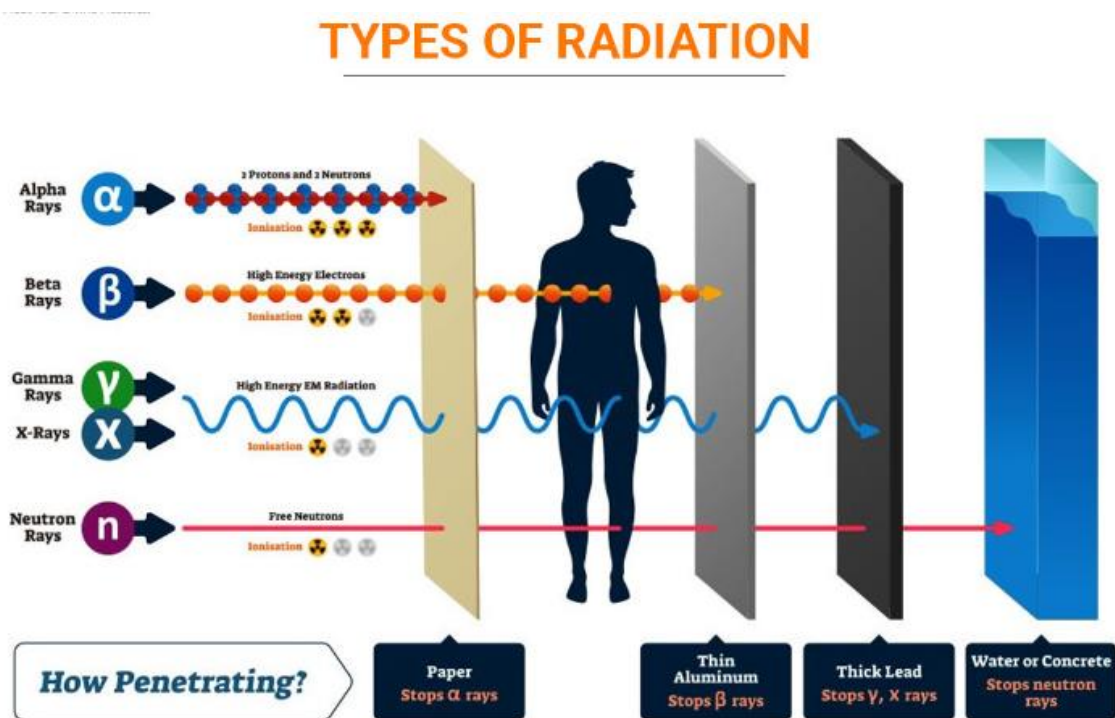 TYPES OF RADIATION
Alpha
Rays
α
2 Protons and 2 Neutrons
Ionisation
Beta
Rays
β
High Energy Electrons
Ionisation
Gamma
Rays
γ
High Energy EM Radiation
X-Rays
X
Ionisation
Neutron
Rays
n
Free Neutrons
Ionisation
How Penetrating?
Paper
Stops α rays
Thin
Aluminum
Stops β rays
Thick Lead
Stops γ, x rays
Water or Concrete
Stops neutron
rays